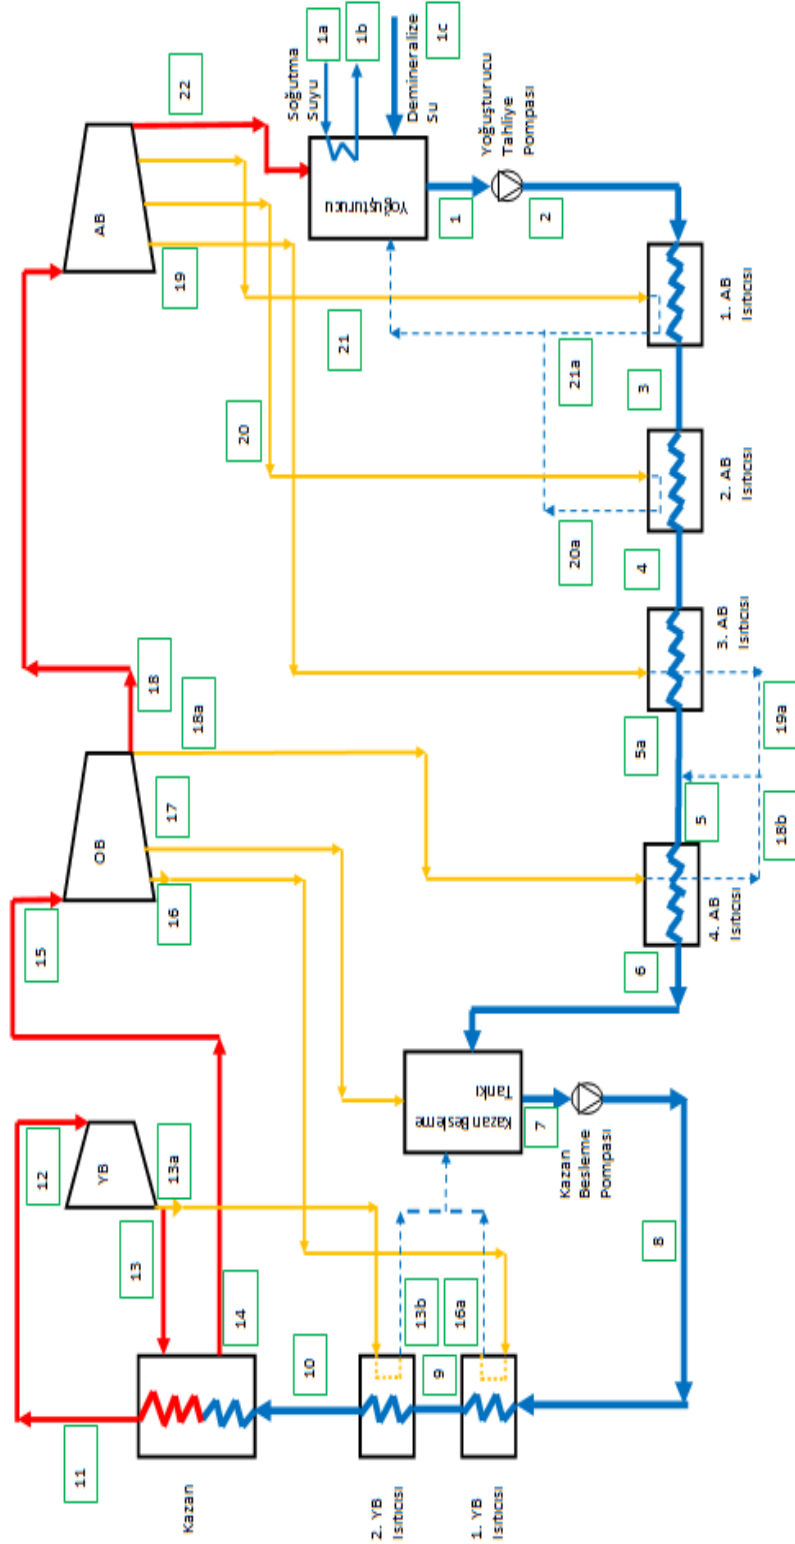 15
12
11
YB
OB
AB
13
18
13a
16
17
19
22
Kazan
18a
14
20
Soğutma
Suyu
1a
10
21
1b
Yoğuşturucu
2. YB
Isıtıcısı
Demineralize
Su
1c
13b
9
16a
Kazan Besleme
Tankı
1
Yoğuşturucu
Tahliye
Pompası
1. YB
Isıtıcısı
7
2
Kazan
Besleme
Pompası
20a
21a
8
6
5a
4
3
5
4. AB
Isıtıcısı
3. AB
Isıtıcısı
2. AB
Isıtıcısı
1. AB
Isıtıcısı
18b
19a